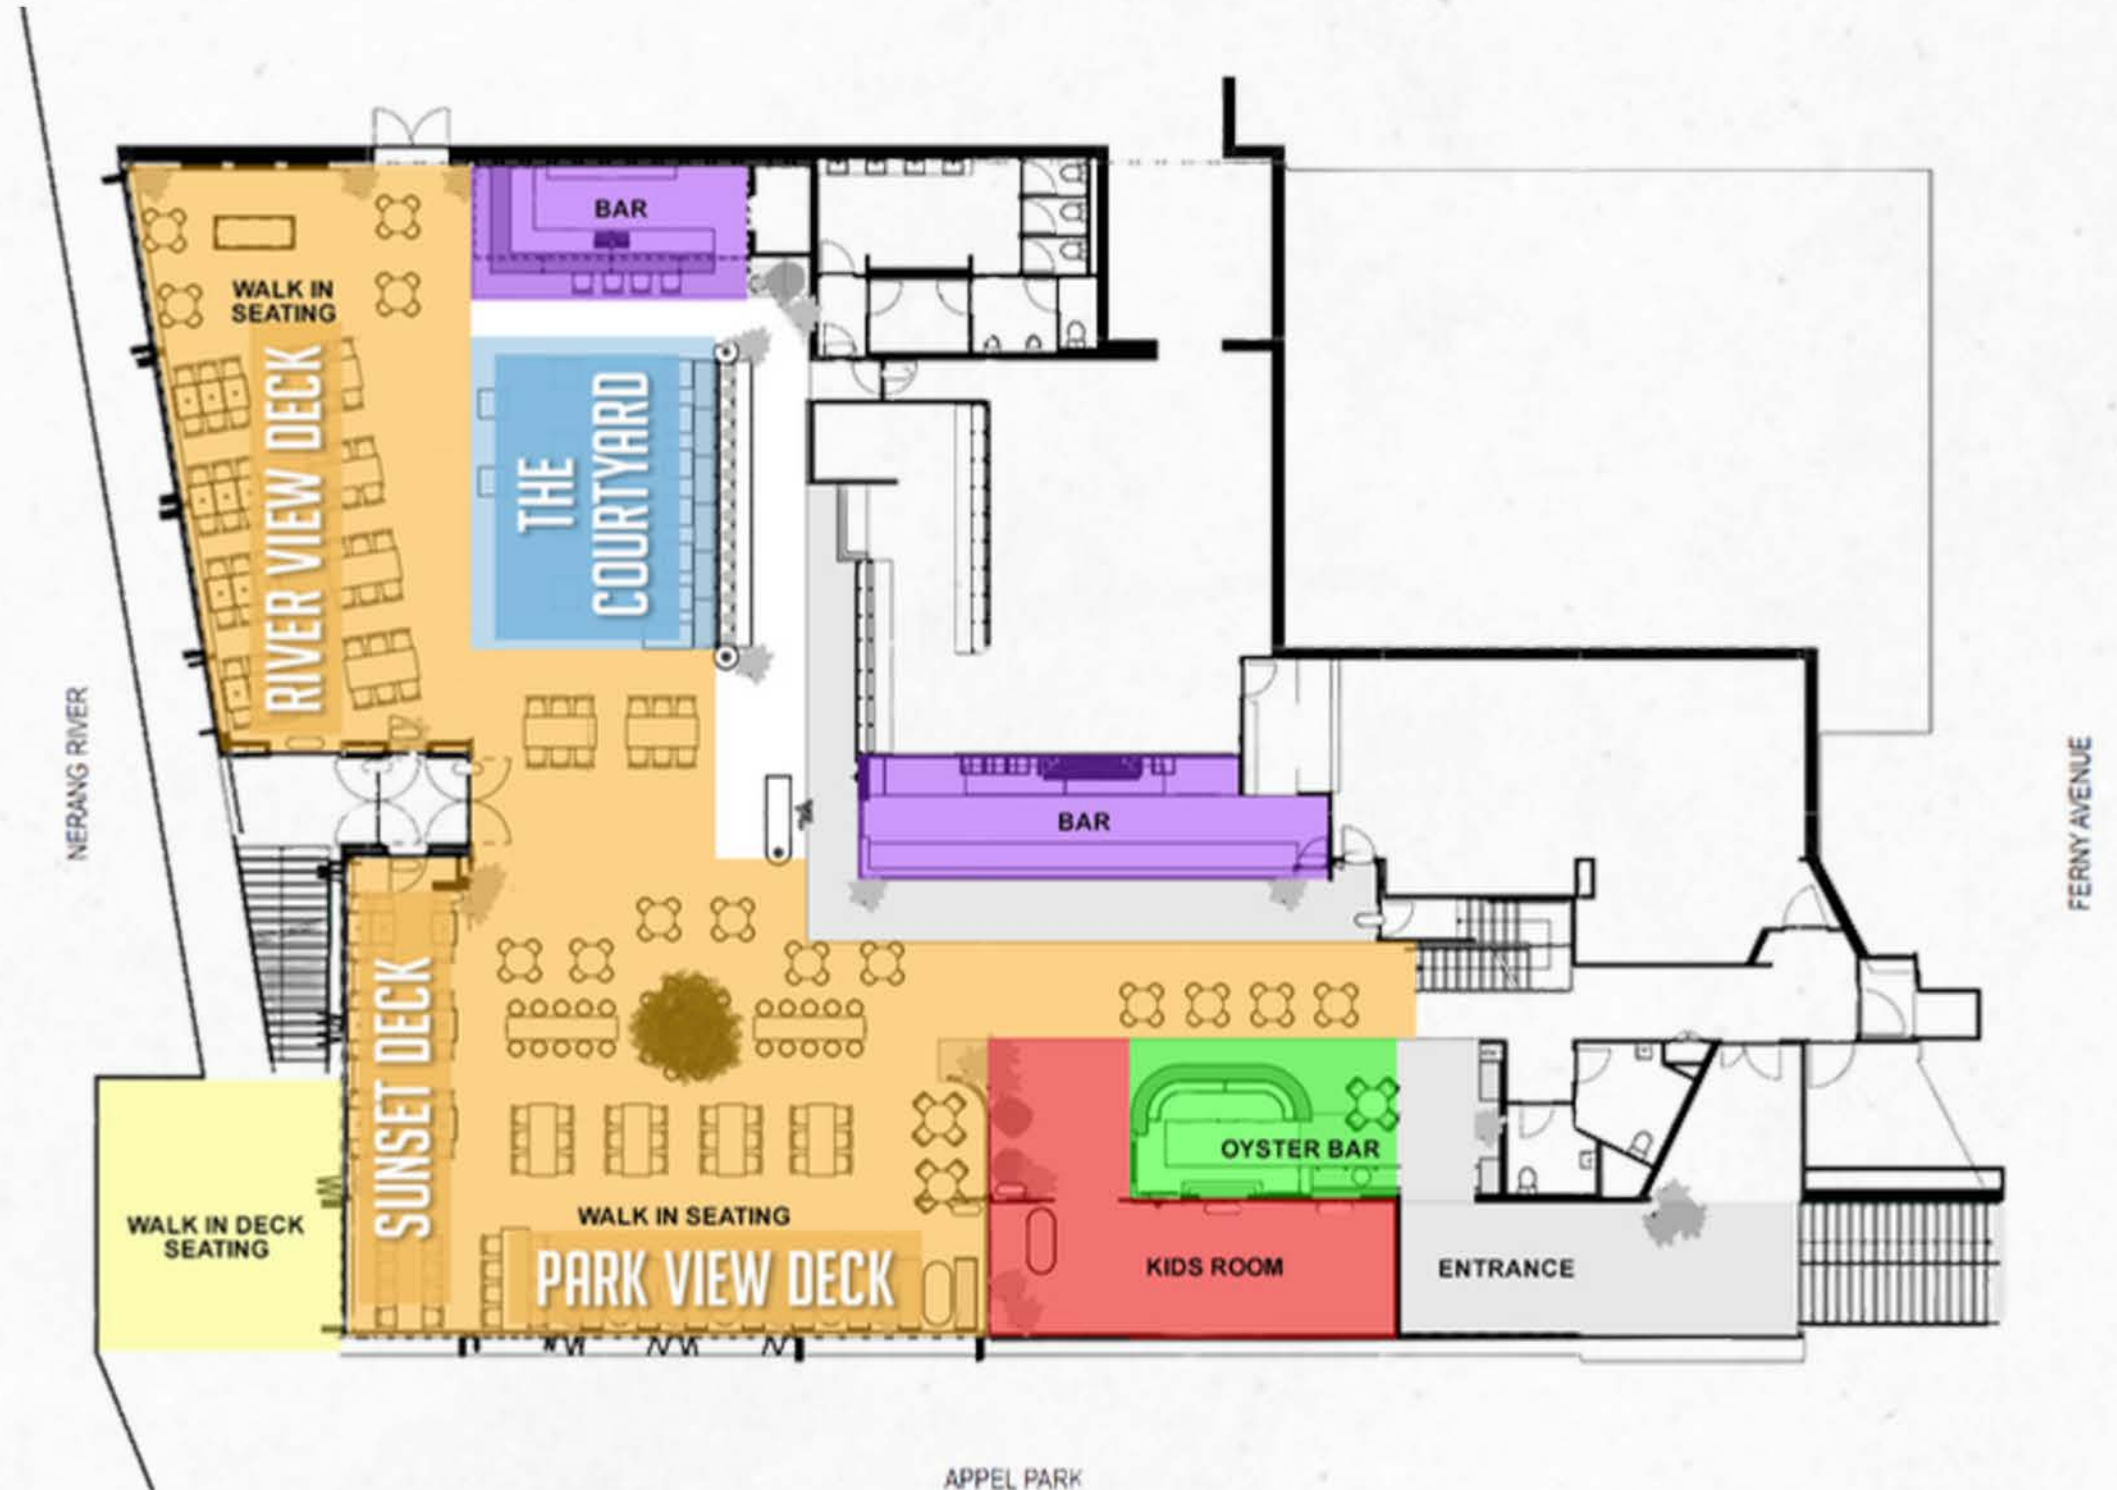 BAR
WALK IN
SEATING
RIVER VIEW DECK
THE
COURTYARD
NERANG RIVER
FERNY AVENUE
BAR
SUNSET DECK
OYSTER BAR
WALK IN DECK
SEATING
WALK IN SEATING
PARK VIEW DECK
KIDS ROOM
ENTRANCE
APPEL PARK